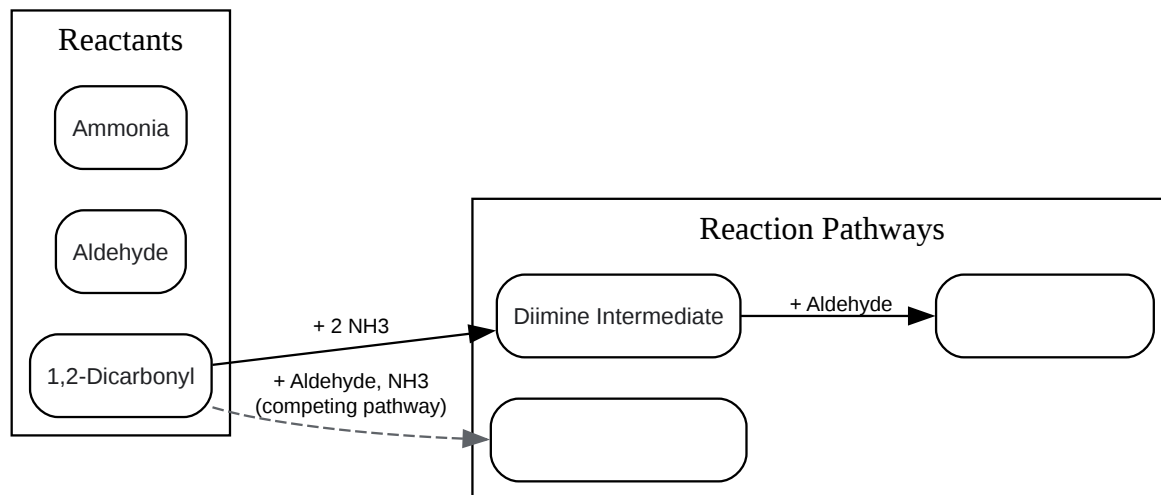 Reactants
Ammonia
Aldehyde
1,2-Dicarbonyl
+ 2 NH3
+ Aldehyde, NH3
(competing pathway)
Reaction Pathways
Diimine Intermediate
+ Aldehyde